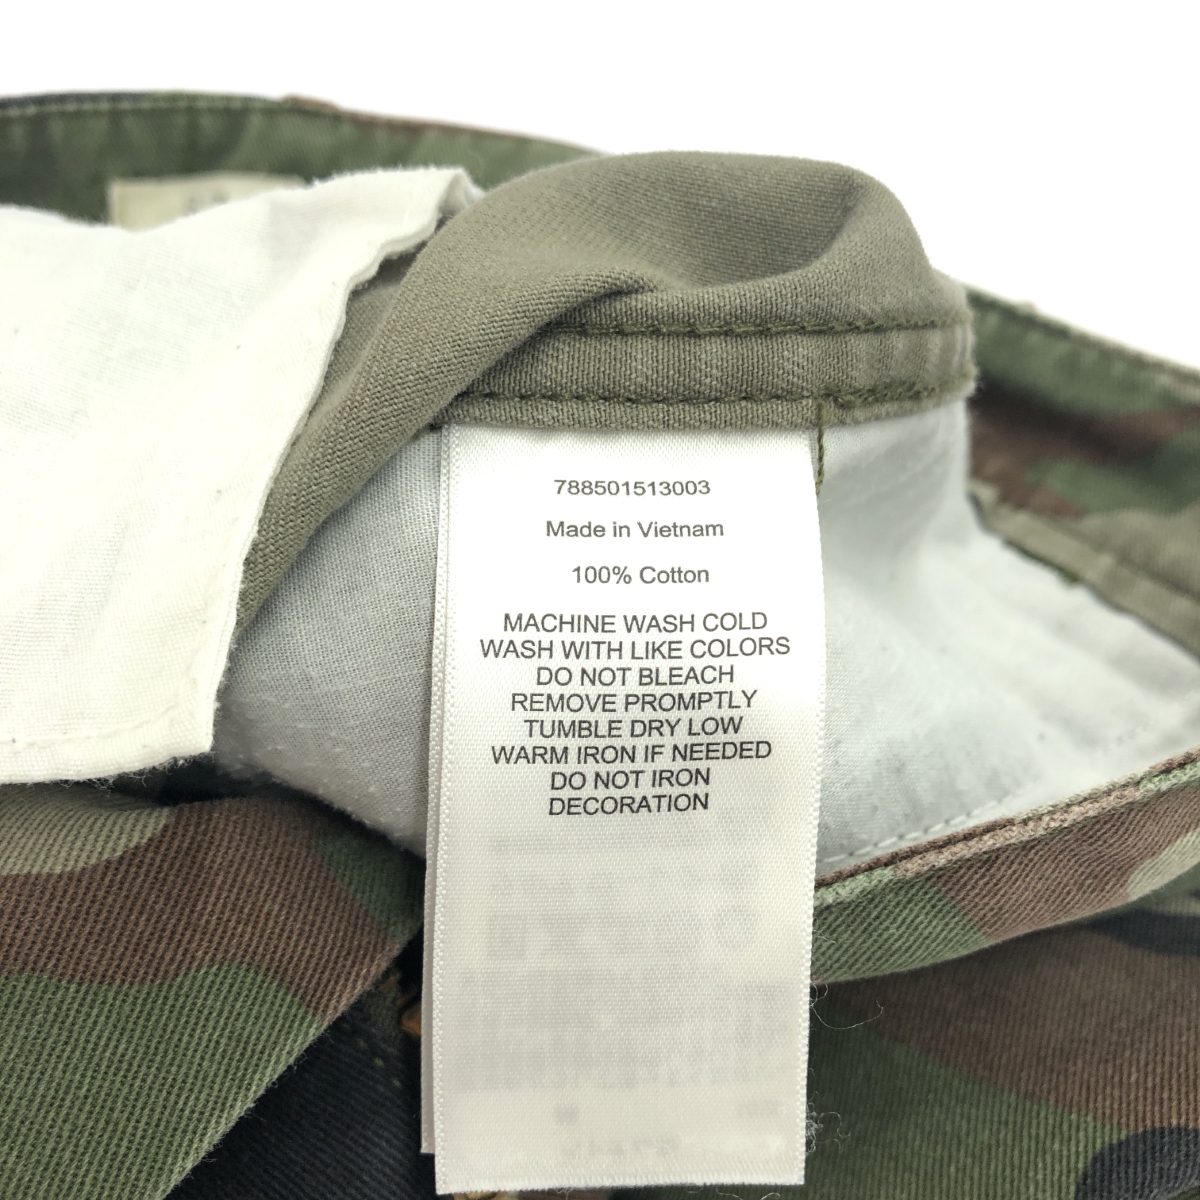 788501513003
Made in Vietnam
100% Cotton
MACHINE WASH COLD
WASH WITH LIKE COLORS
DO NOT BLEACH
REMOVE PROMPTLY
TUMBLE DRY LOW
WARM IRON IF NEEDED
DO NOT IRON
DECORATION